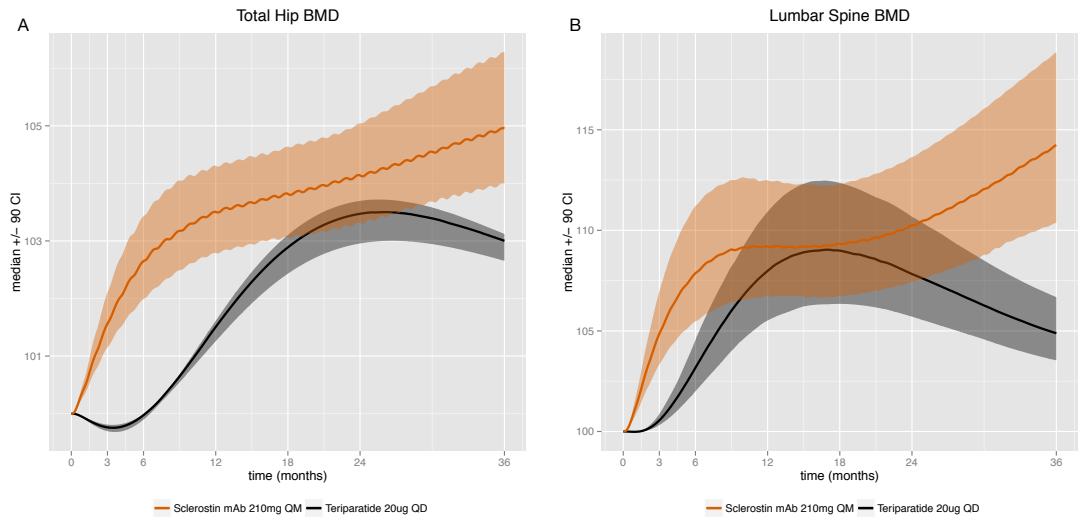 A
Total Hip BMD
median +/− 90 CI
105
103
101
0 3 6 12 18 24 36
time (months)
Sclerostin mAb 210mg QM Teriparatide 20ug QD
B
Lumbar Spine BMD
median +/− 90 CI
115
110
105
100
0 3 6 12 18 24 36
time (months)
Sclerostin mAb 210mg QM Teriparatide 20ug QD